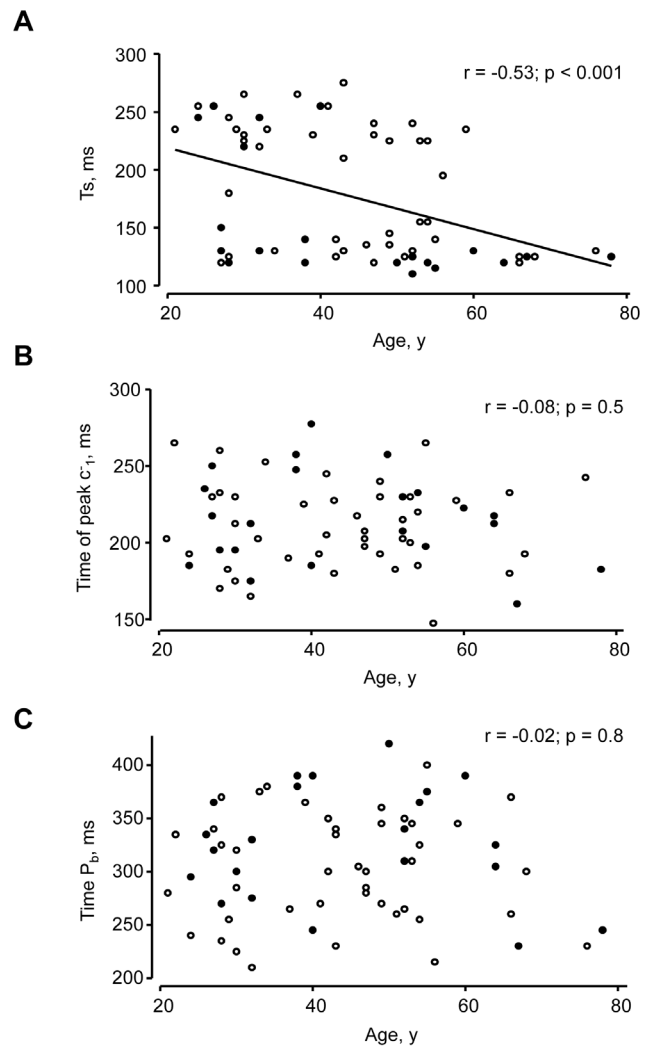 A
r = -0.53; p < 0.001
Ts, ms
300
250
200
150
100
20 40 60 80
Age, y
B
r = -0.08; p = 0.5
Time of peak c⁻₁, ms
300
250
200
150
20 40 60 80
Age, y
C
r = -0.02; p = 0.8
Time P_b, ms
400
350
300
250
200
20 40 60 80
Age, y